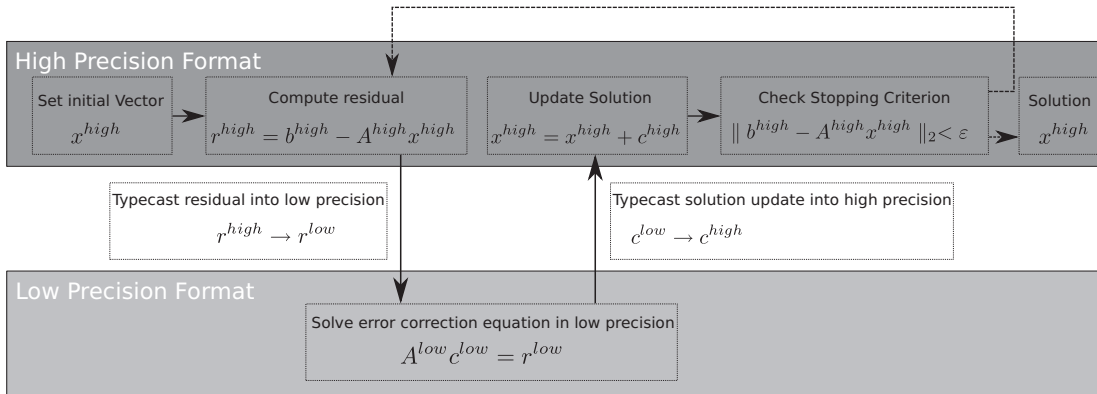 High Precision Format
Set initial Vector
x^{high}
Compute residual
r^{high} = b^{high} − A^{high}x^{high}
Update Solution
x^{high} = x^{high} + c^{high}
Check Stopping Criterion
∥ b^{high} − A^{high}x^{high} ∥₂< ε
Solution
x^{high}
Typecast residual into low precision
r^{high} → r^{low}
Typecast solution update into high precision
c^{low} → c^{high}
Low Precision Format
Solve error correction equation in low precision
A^{low}c^{low} = r^{low}